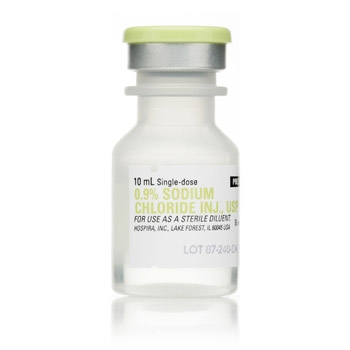 10 mL Single-dose
0.9% SODIUM
CHLORIDE INJ., USP
FOR USE AS A STERILE DILUENT.
HOSPIRA, INC., LAKE FOREST, IL 60045 USA
LOT 87-240-DK